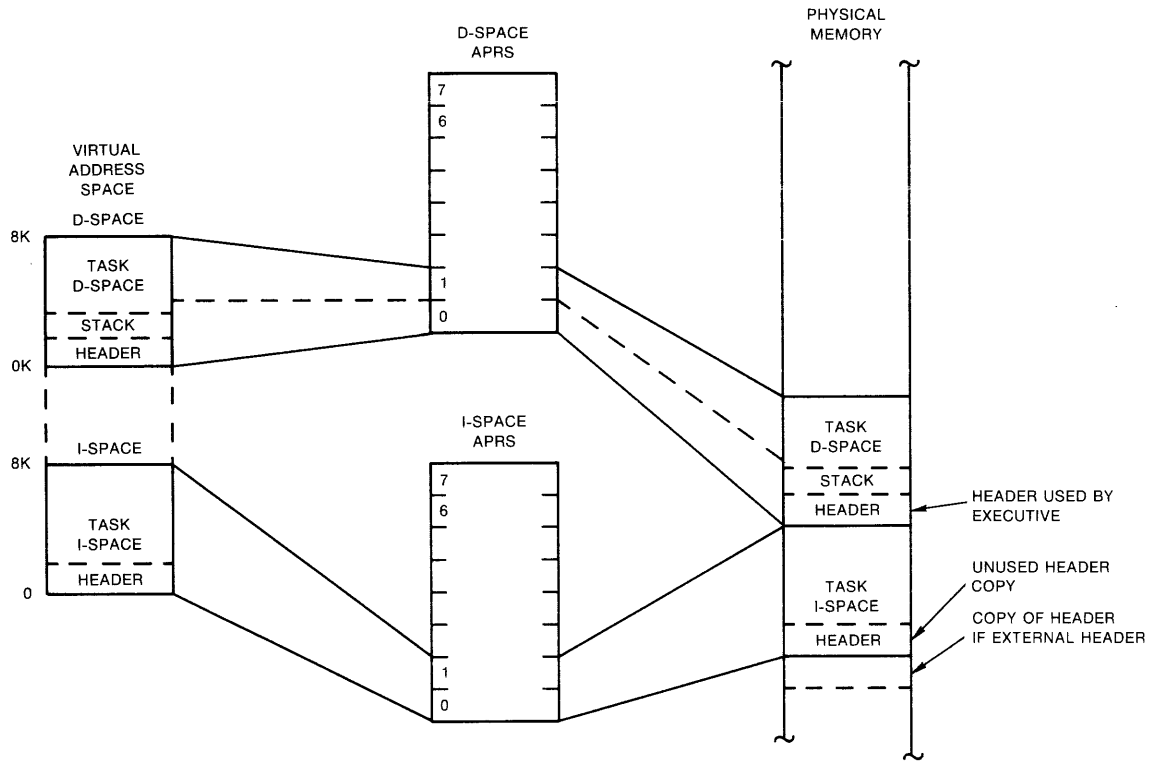 PHYSICAL
MEMORY
D-SPACE
APRS
7
6
1
0
VIRTUAL
ADDRESS
SPACE
D-SPACE
8K
TASK
D-SPACE
STACK
HEADER
0K
I-SPACE
8K
TASK
I-SPACE
HEADER
0
I-SPACE
APRS
7
6
1
0
TASK
D-SPACE
STACK
HEADER
HEADER USED BY
EXECUTIVE
TASK
I-SPACE
HEADER
UNUSED HEADER
COPY
COPY OF HEADER
IF EXTERNAL HEADER